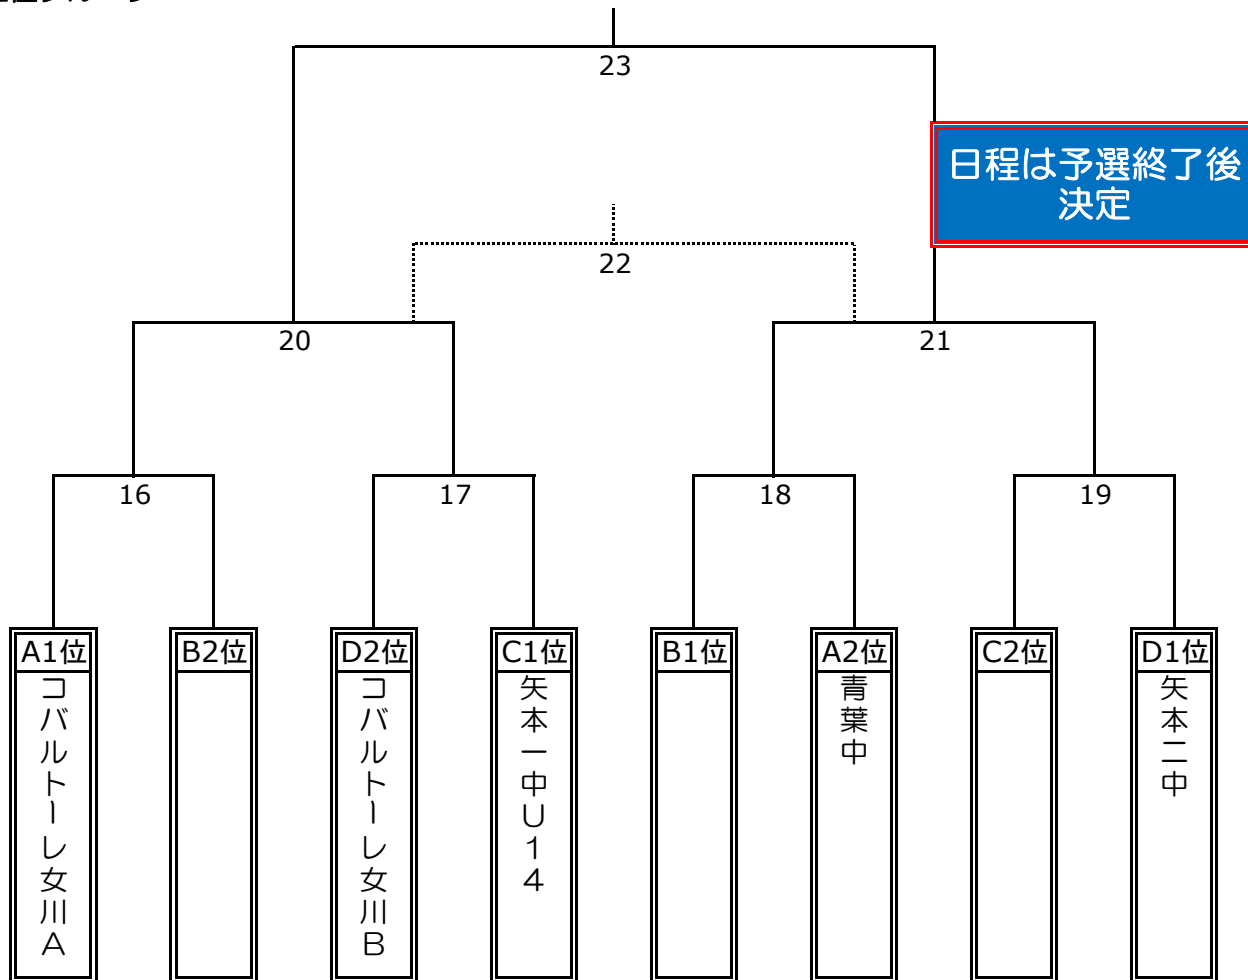 23
日程は予選終了後
決定
22
20
21
16
17
18
19
A1位
コバルトーレ女川A
B2位
D2位
コバルトーレ女川B
C1位
矢本一中U14
B1位
A2位
青葉中
C2位
D1位
矢本二中